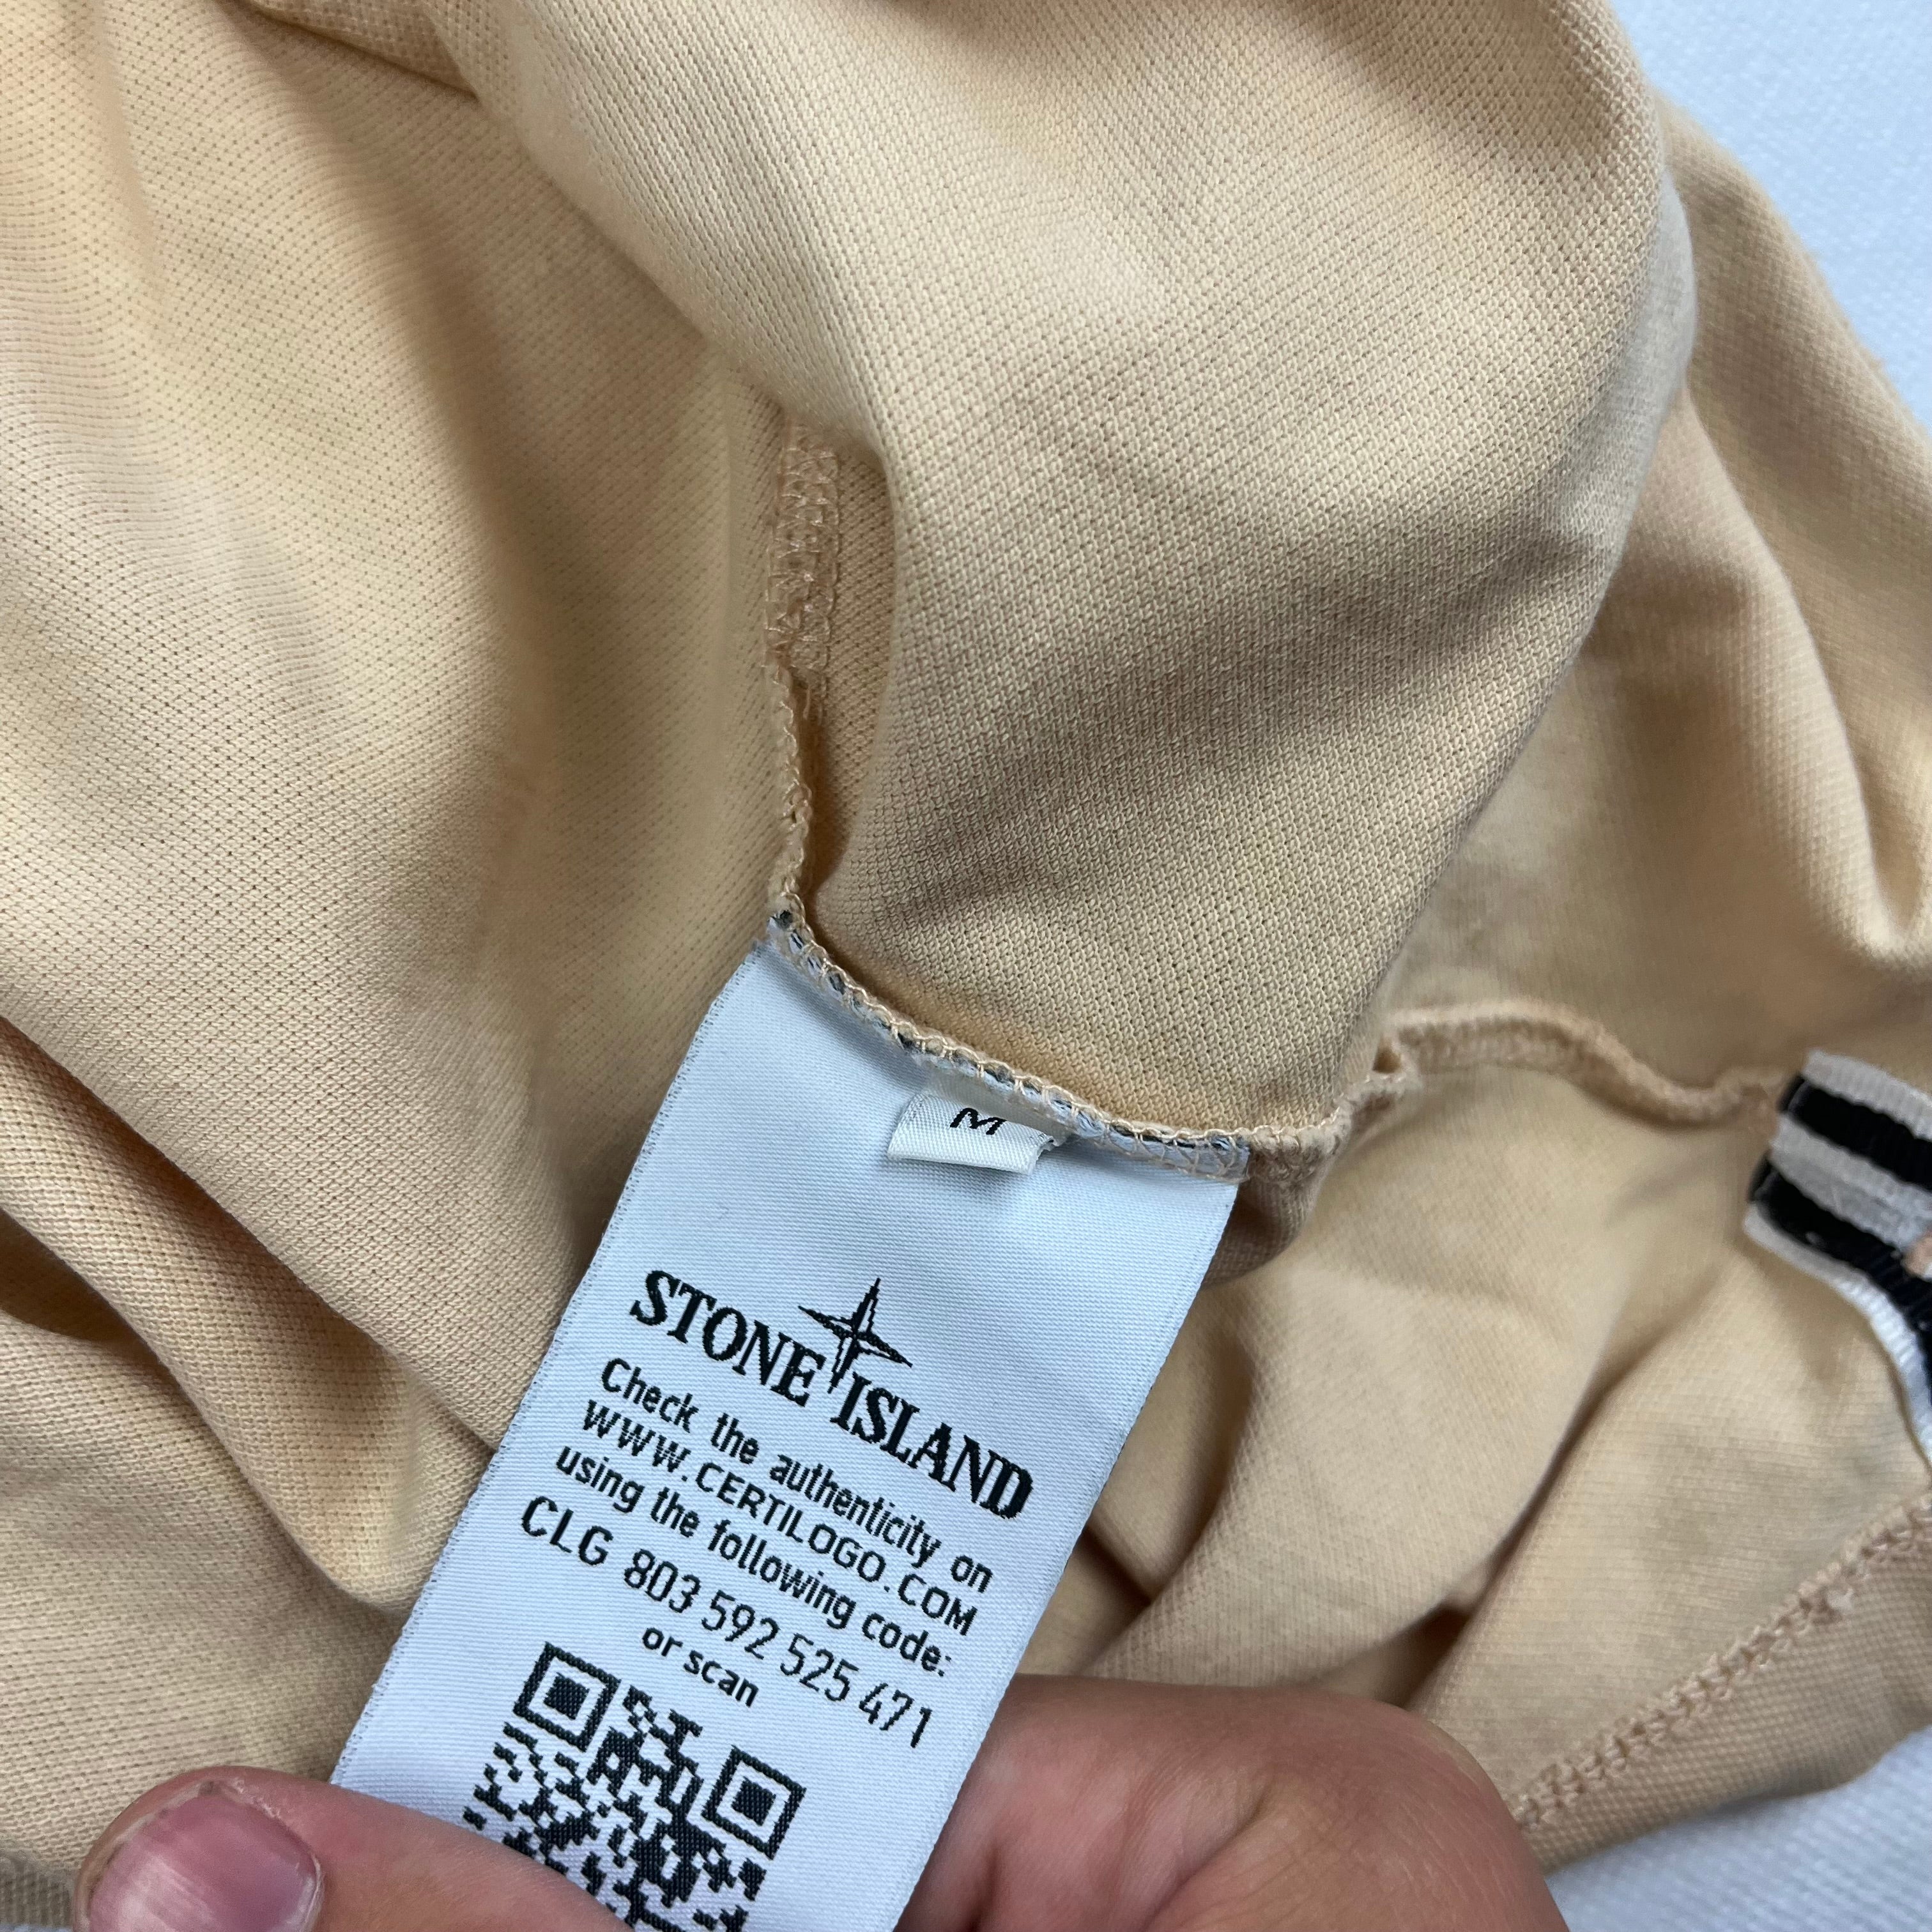 M
STONE ISLAND
Check the authenticity on
WWW.CERTILOGO.COM
using the following code:
CLG 803 592 525 471
or scan